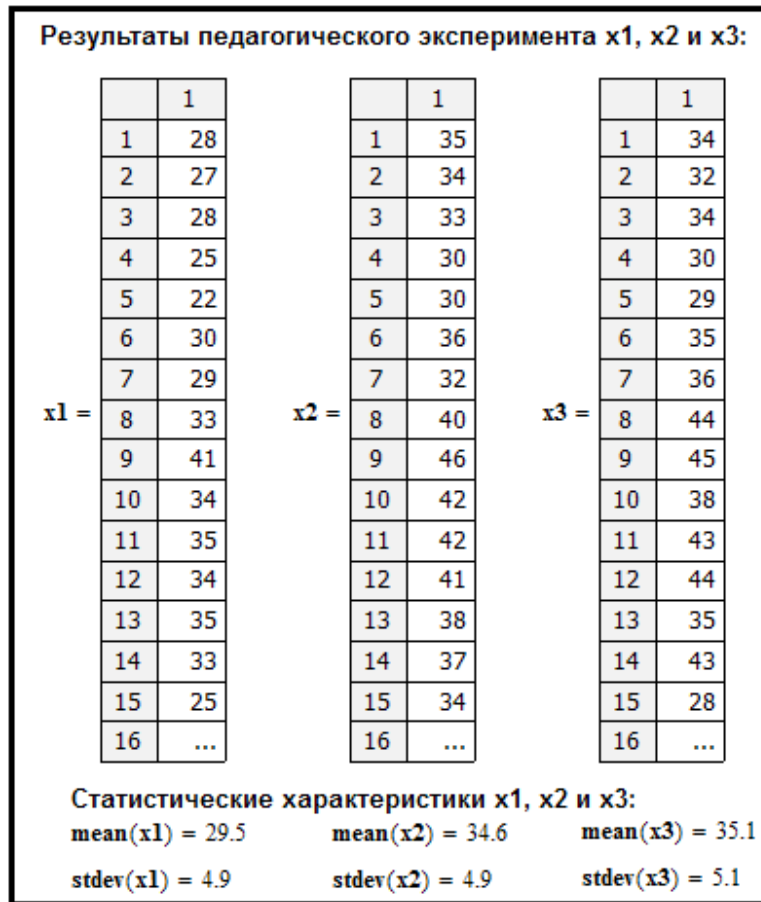 Результаты педагогического эксперимента x1, x2 и x3:
1 1 1
1 28 1 35 1 34
2 27 2 34 2 32
3 28 3 33 3 34
4 25 4 30 4 30
5 22 5 30 5 29
6 30 6 36 6 35
7 29 7 32 7 36
x1 = 8 33 x2 = 8 40 x3 = 8 44
9 41 9 46 9 45
10 34 10 42 10 38
11 35 11 42 11 43
12 34 12 41 12 44
13 35 13 38 13 35
14 33 14 37 14 43
15 25 15 34 15 28
16 ... 16 ... 16 ...
Статистические характеристики x1, x2 и x3:
mean(x1) = 29.5 mean(x2) = 34.6 mean(x3) = 35.1
stdev(x1) = 4.9 stdev(x2) = 4.9 stdev(x3) = 5.1